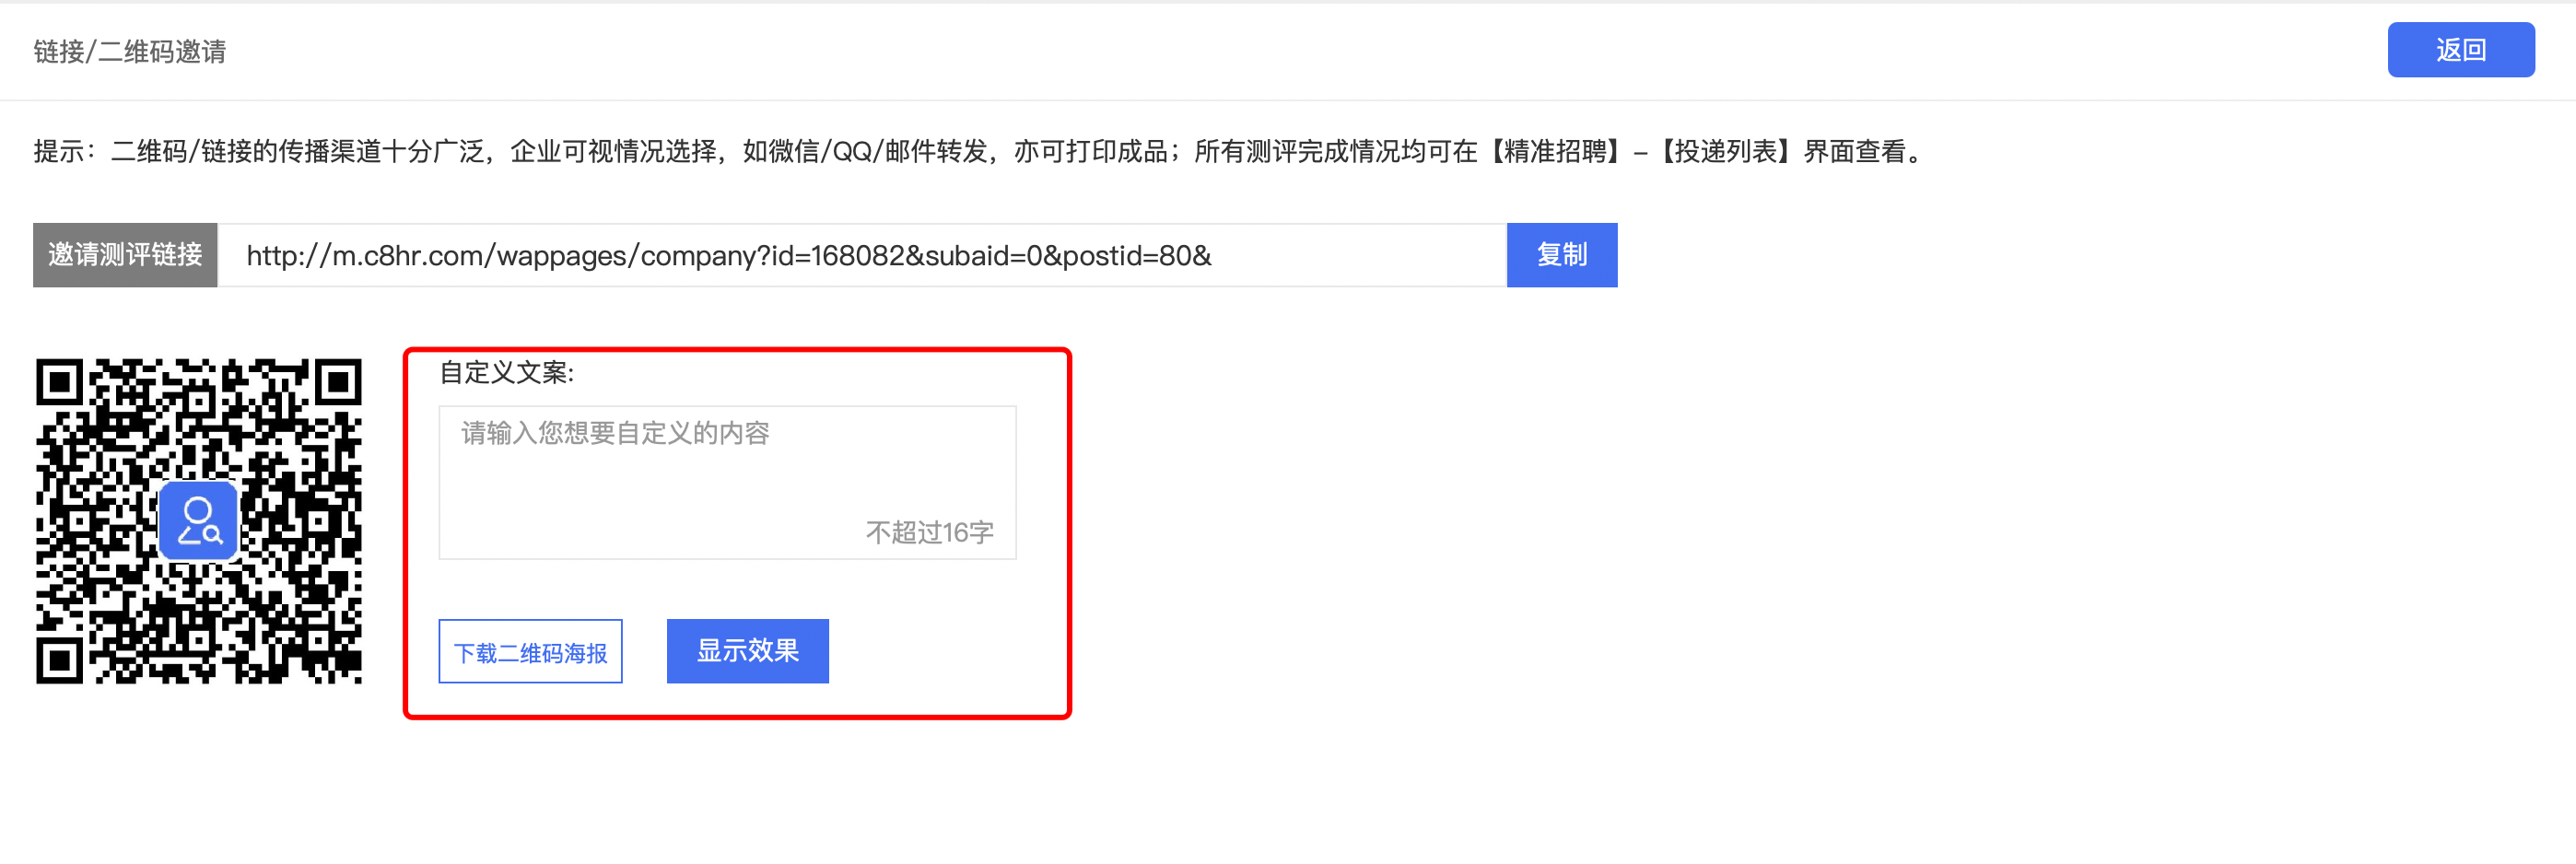 链接/二维码邀请
返回
提示：二维码/链接的传播渠道十分广泛，企业可视情况选择，如微信/QQ/邮件转发，亦可打印成品；所有测评完成情况均可在【精准招聘】–【投递列表】界面查看。
邀请测评链接
http://m.c8hr.com/wappages/company?id=168082&subaid=0&postid=80&
复制
自定义文案:
请输入您想要自定义的内容
不超过16字
下载二维码海报
显示效果